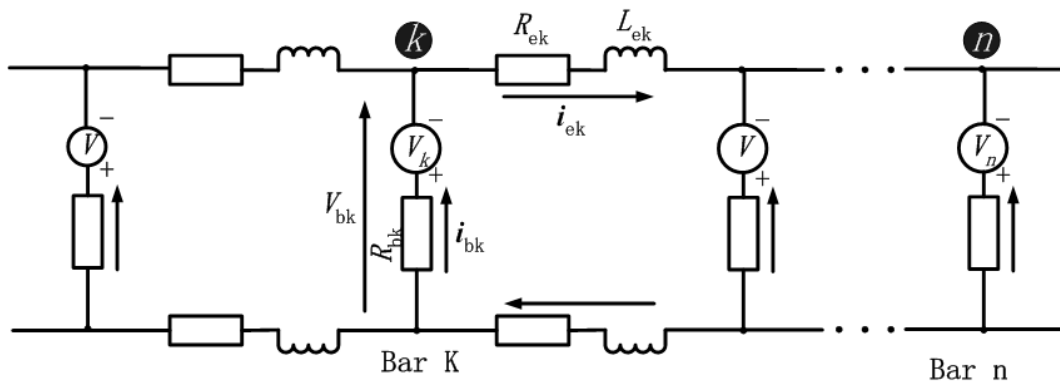 k
R_ek
L_ek
n
i_ek
V
−
+
V_k
−
+
V
−
+
V_n
−
+
V_bk
R_bk
i_bk
Bar K
Bar n